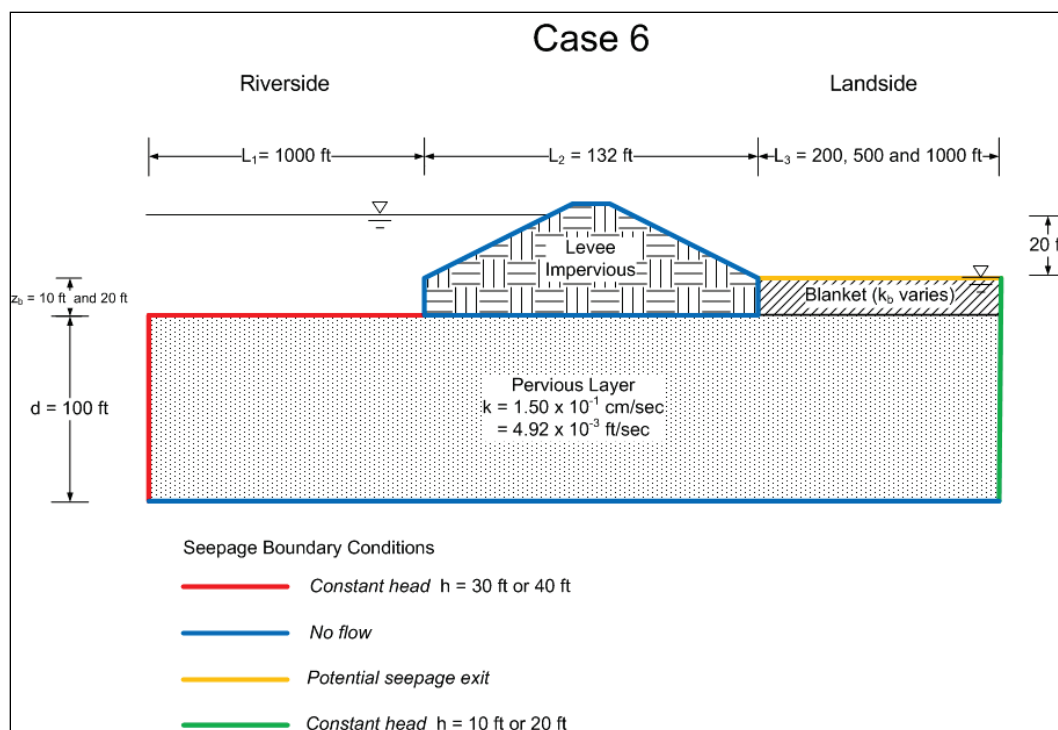 Case 6
Riverside
Landside
L1= 1000 ft
L2 = 132 ft
L3 = 200, 500 and 1000 ft
20 ft
Levee
Impervious
zb = 10 ft and 20 ft
Blanket (kb varies)
Pervious Layer
k = 1.50 x 10⁻¹ cm/sec
= 4.92 x 10⁻³ ft/sec
d = 100 ft
Seepage Boundary Conditions
Constant head h = 30 ft or 40 ft
No flow
Potential seepage exit
Constant head h = 10 ft or 20 ft